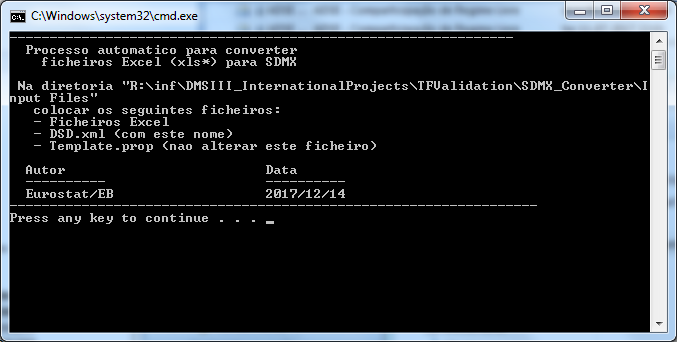 C:\Windows\system32\cmd.exe
Processo automatico para converter
ficheiros Excel (xls*) para SDMX
Na diretoria "R:\inf\DMSIII_InternationalProjects\TFValidation\SDMX_Converter\I
nput Files"
colocar os seguintes ficheiros:
- Ficheiros Excel
- DSD.xml (com este nome)
- Template.prop (nao alterar este ficheiro)
Autor Data
---------- ----------
Eurostat/EB 2017/12/14
Press any key to continue . . .